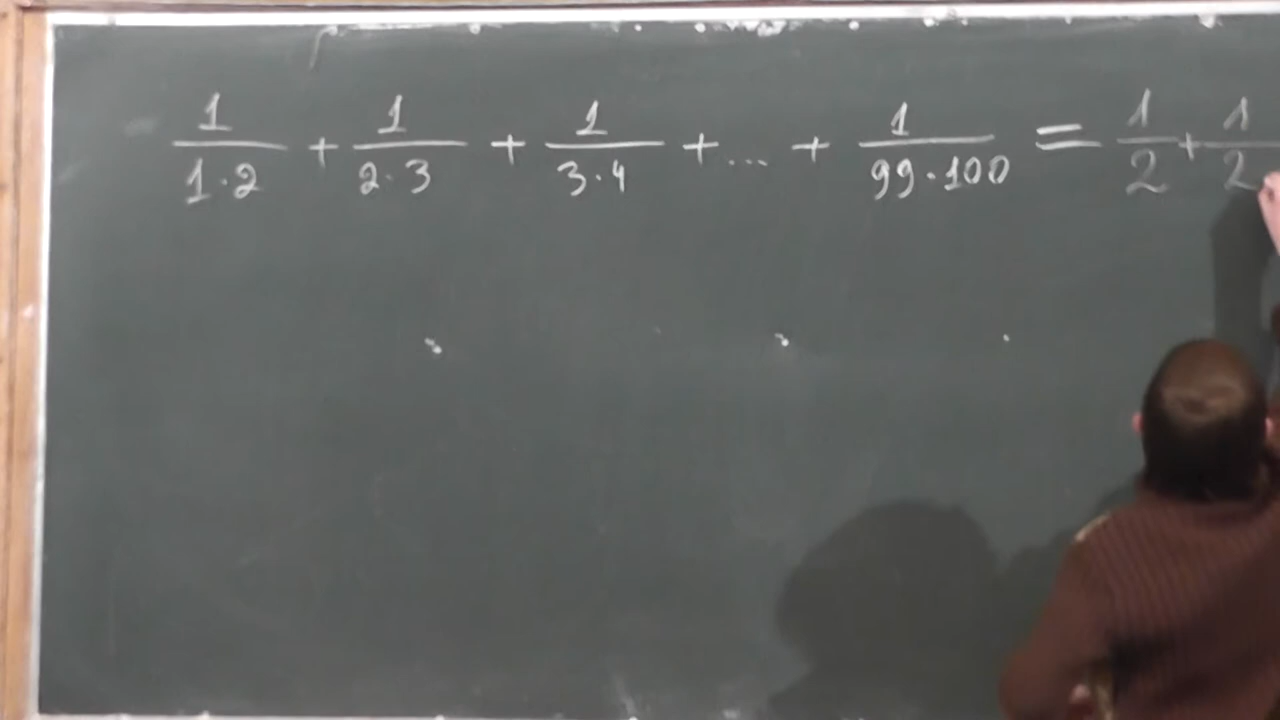 1/(1·2) + 1/(2·3) + 1/(3·4) + ... + 1/(99·100) = 1/2 + 1/2